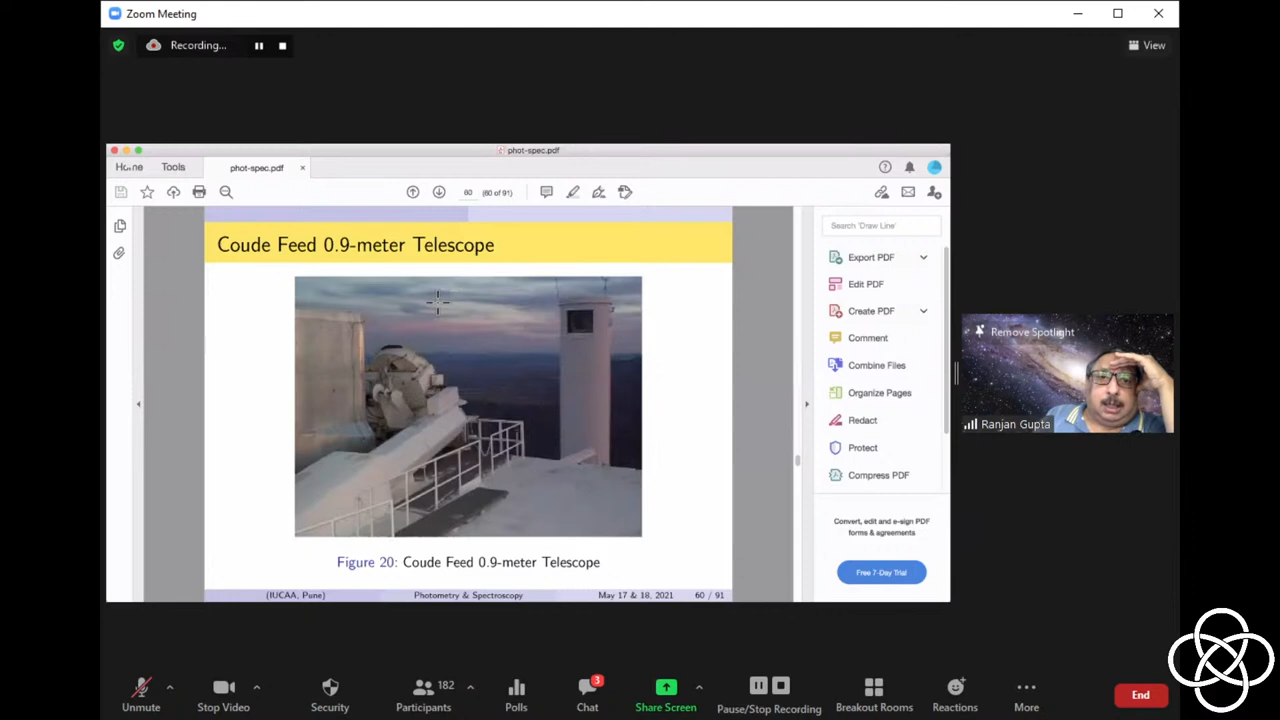 Zoom Meeting
Recording...
View
phot-spec.pdf
Home Tools phot-spec.pdf
60 (60 of 91)
Search 'Draw Line'
Coude Feed 0.9-meter Telescope
Export PDF
Edit PDF
Create PDF
Comment
Combine Files
Organize Pages
Redact
Protect
Compress PDF
Convert, edit and e-sign PDF
forms & agreements
Free 7-Day Trial
Figure 20: Coude Feed 0.9-meter Telescope
(IUCAA, Pune) Photometry & Spectroscopy May 17 & 18, 2021 60 / 91
Remove Spotlight
Ranjan Gupta
Unmute
Stop Video
Security
182
Participants
Polls
3
Chat
Share Screen
Pause/Stop Recording
Breakout Rooms
Reactions
More
End